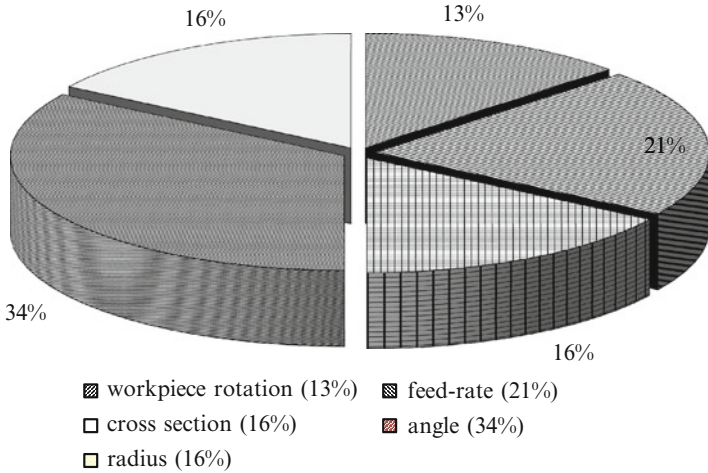 16%
13%
21%
34%
16%
workpiece rotation (13%)
feed-rate (21%)
cross section (16%)
angle (34%)
radius (16%)